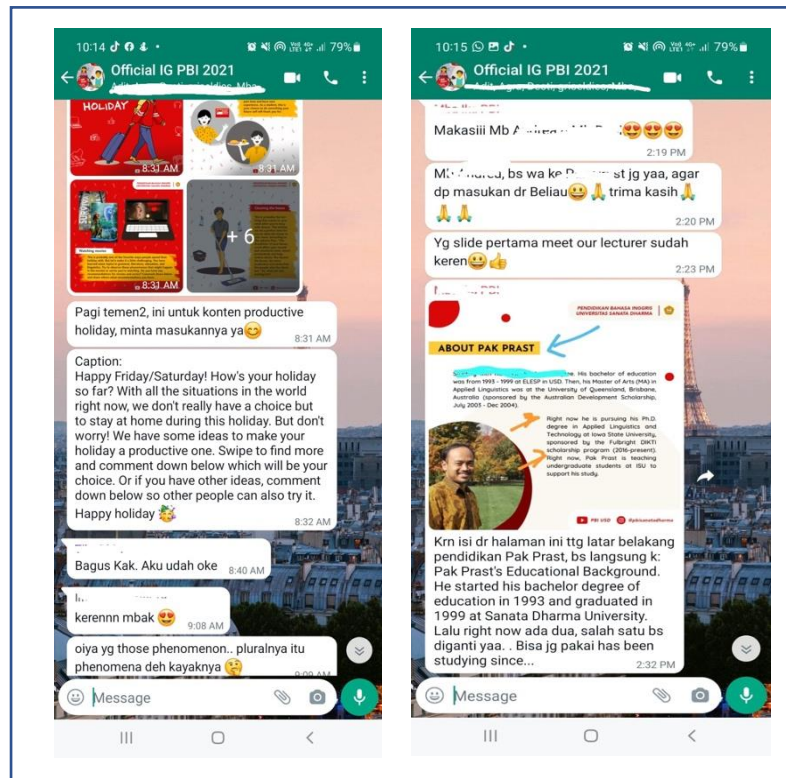 10:14
79%
Official IG PBI 2021
HOLIDAY
8:31 AM
8:31 AM
8:31 AM
+ 6
Pagi temen2, ini untuk konten productive
holiday, minta masukannya ya😊
8:31 AM
Caption:
Happy Friday/Saturday! How's your holiday
so far? With all the situations in the world
right now, we don't really have a choice but
to stay at home during this holiday. But don't
worry! We have some ideas to make your
holiday a productive one. Swipe to find more
and comment down below which will be your
choice. Or if you have other ideas, comment
down below so other people can also try it.
Happy holiday 🥳
8:32 AM
Bagus Kak. Aku udah oke
8:40 AM
kerennn mbak 😍
9:08 AM
oiya yg those phenomenon.. pluralnya itu
phenomena deh kayaknya 🤔
9:09 AM
Message
10:15
79%
Official IG PBI 2021
Makasiii Mb 😍😍😍
2:19 PM
bs wa ke st jg yaa, agar
dp masukan dr Beliau😃🙏 trima kasih🙏
🙏🙏
2:20 PM
Yg slide pertama meet our lecturer sudah
keren😃👍
2:23 PM
PENDIDIKAN BAHASA INGGRIS
UNIVERSITAS SANATA DHARMA
ABOUT PAK PRAST
His bachelor of education
was from 1993 - 1999 at ELESP in USD. Then, his Master of Arts (MA) in
Applied Linguistics was at the University of Queensland, Brisbane,
Australia (sponsored by the Australian Development Scholarship,
July 2003 - Dec 2004).
Right now he is pursuing his Ph.D.
degree in Applied Linguistics and
Technology at Iowa State University,
sponsored by the Fulbright DIKTI
scholarship program (2016-present).
Right now, Pak Prast is teaching
undergraduate students at ISU to
support his study.
PBI USD @pbisanatadharma
Krn isi dr halaman ini ttg latar belakang
pendidikan Pak Prast, bs langsung k:
Pak Prast's Educational Background.
He started his bachelor degree of
education in 1993 and graduated in
1999 at Sanata Dharma University.
Lalu right now ada dua, salah satu bs
diganti yaa. . Bisa jg pakai has been
studying since...
2:32 PM
Message